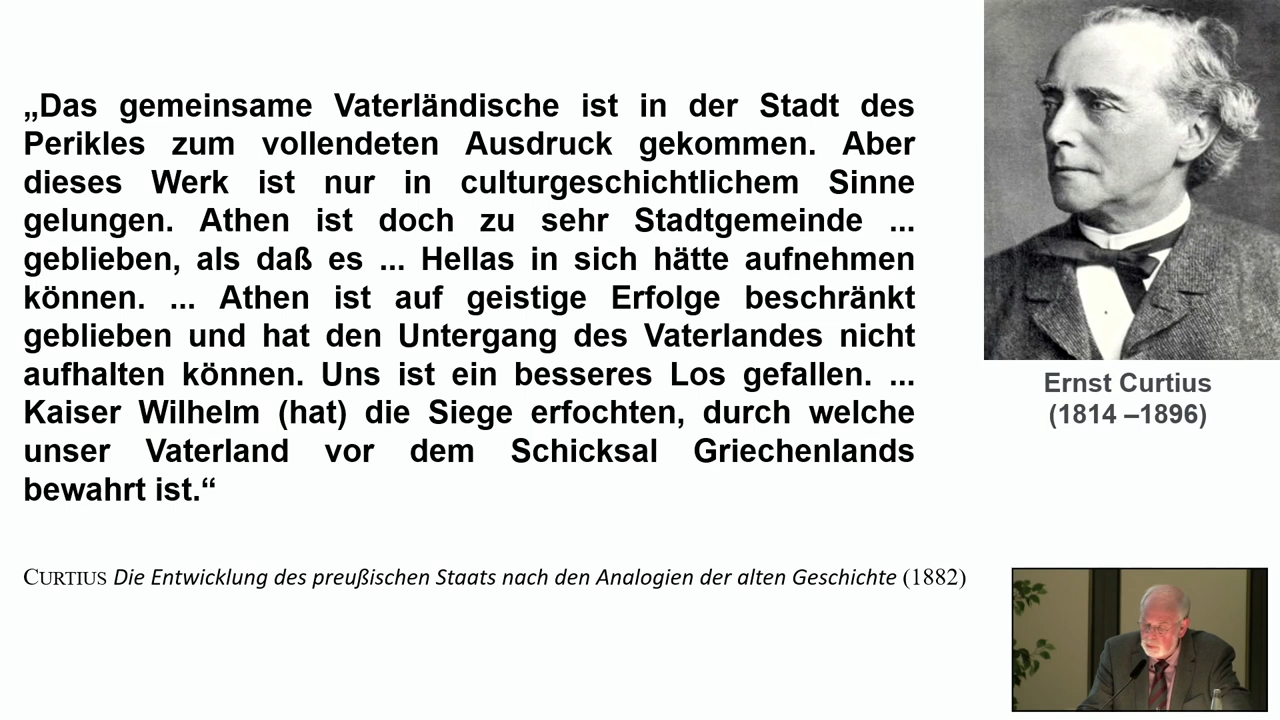 „Das gemeinsame Vaterländische ist in der Stadt des
Perikles zum vollendeten Ausdruck gekommen. Aber
dieses Werk ist nur in culturgeschichtlichem Sinne
gelungen. Athen ist doch zu sehr Stadtgemeinde ...
geblieben, als daß es ... Hellas in sich hätte aufnehmen
können. ... Athen ist auf geistige Erfolge beschränkt
geblieben und hat den Untergang des Vaterlandes nicht
aufhalten können. Uns ist ein besseres Los gefallen. ...
Kaiser Wilhelm (hat) die Siege erfochten, durch welche
unser Vaterland vor dem Schicksal Griechenlands
bewahrt ist.“
CURTIUS Die Entwicklung des preußischen Staats nach den Analogien der alten Geschichte (1882)
Ernst Curtius
(1814 –1896)